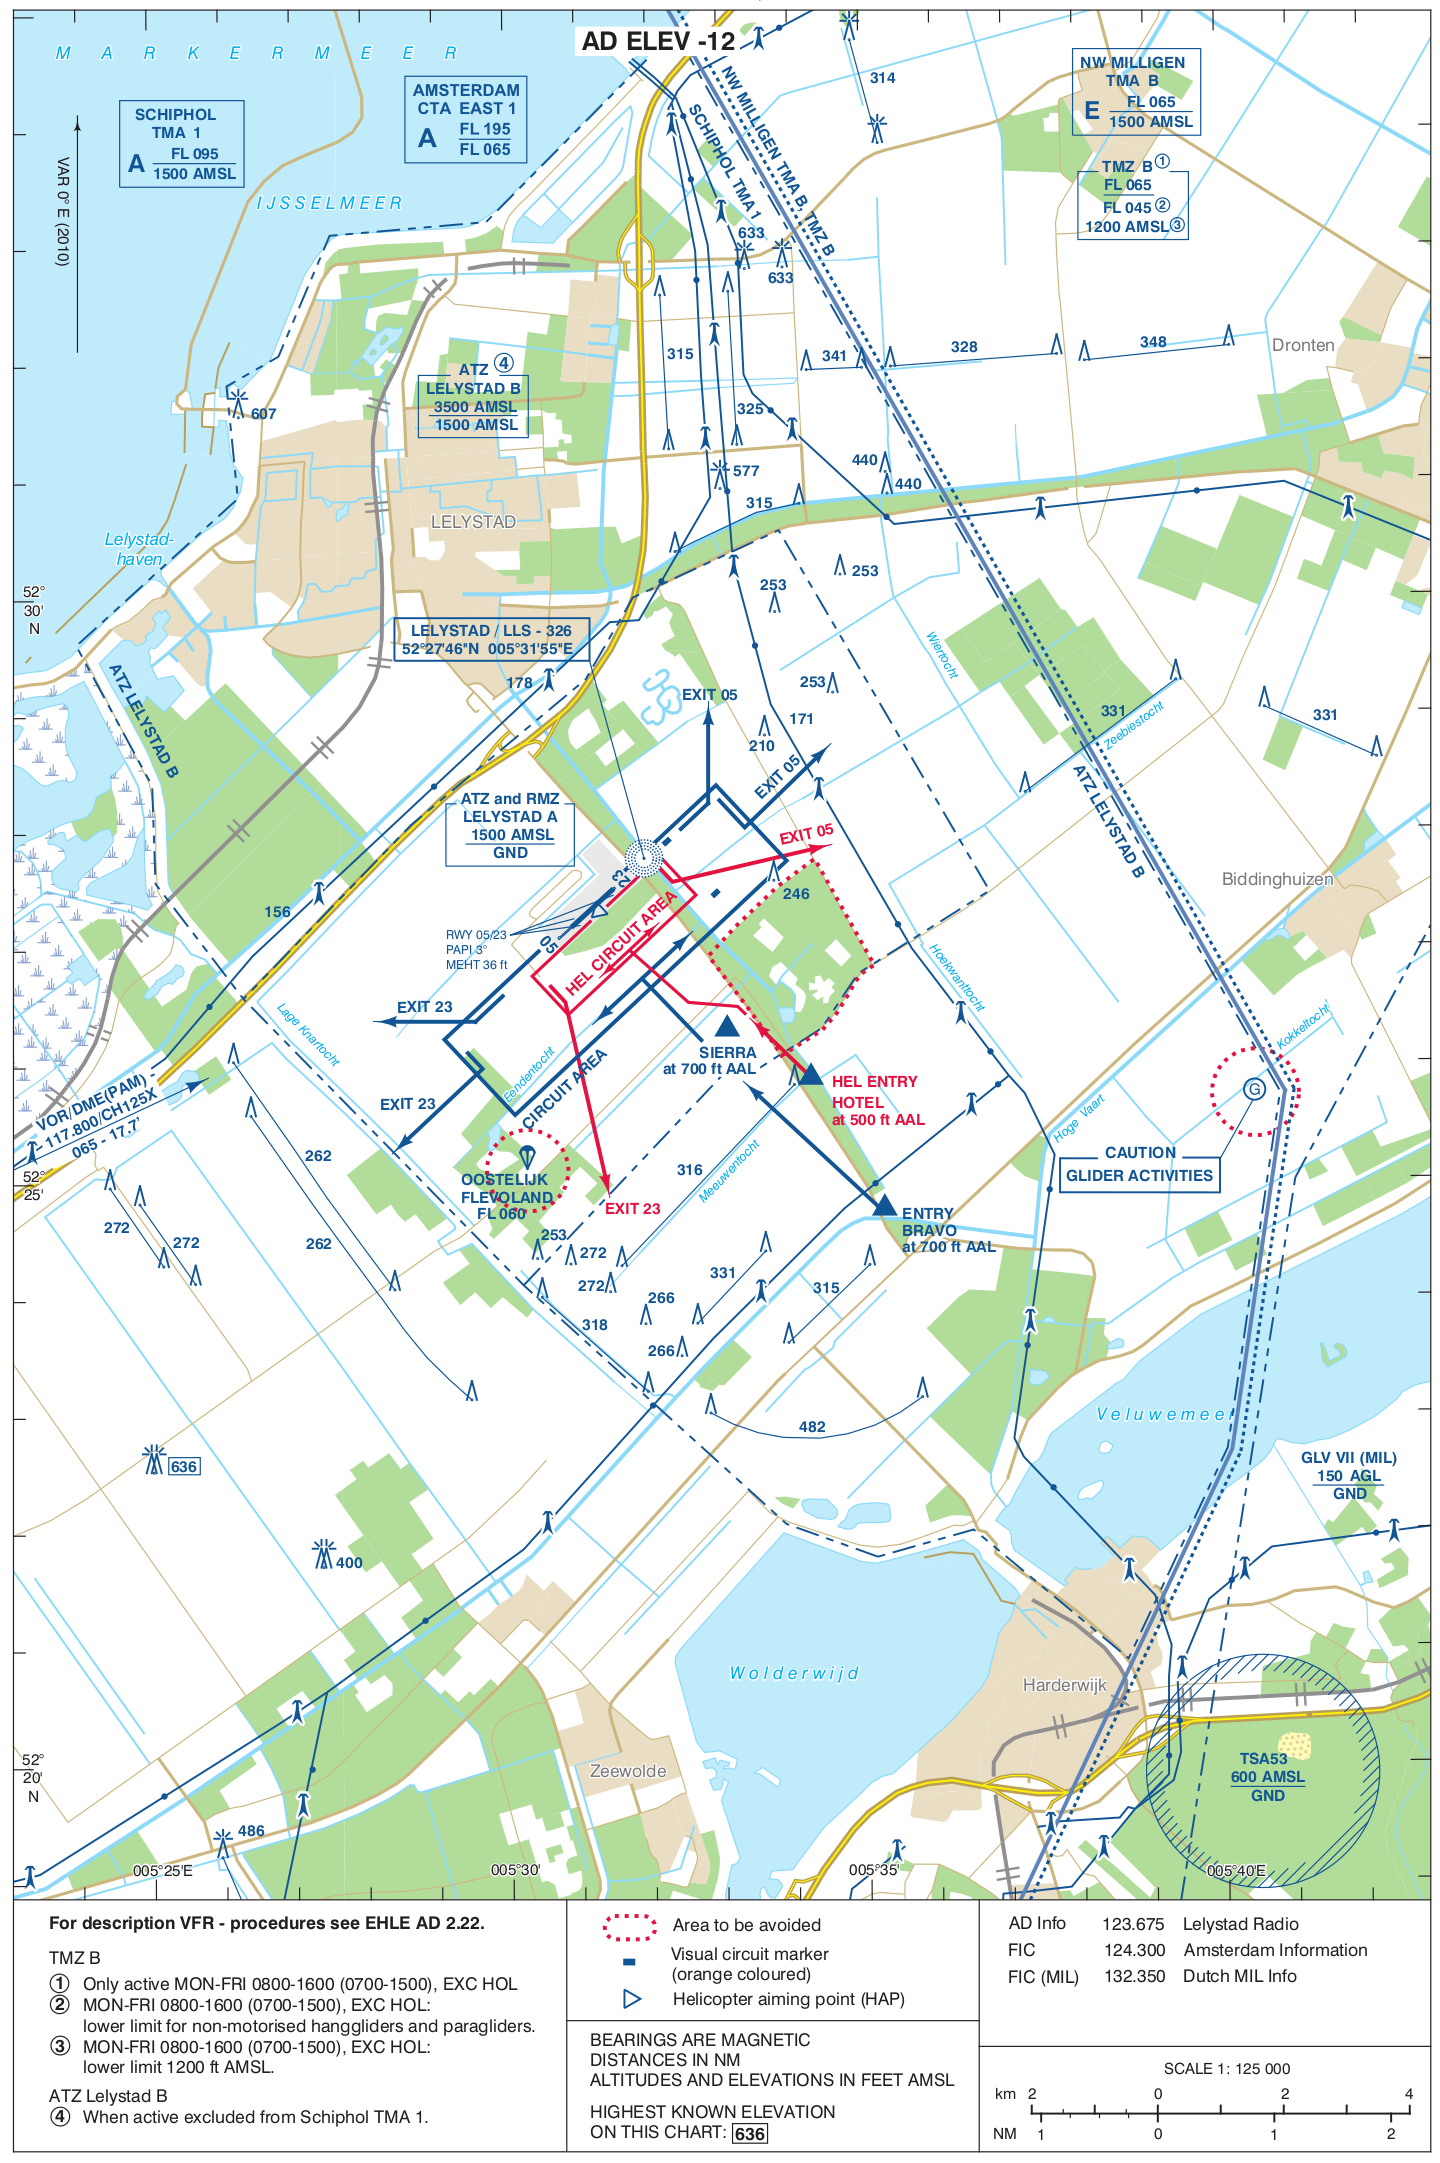 AD ELEV -12
M A R K E R M E E R
SCHIPHOL
TMA 1
A FL 095
1500 AMSL
AMSTERDAM
CTA EAST 1
A FL 195
FL 065
NW MILLIGEN
TMA B
E FL 065
1500 AMSL
TMZ B ①
FL 065
FL 045 ②
1200 AMSL ③
VAR 0° E (2010)
IJSSELMEER
SCHIPHOL TMA 1
NW MILLIGEN TMA B, TMZ B
314
633
633
315
341
328
348
Dronten
ATZ ④
LELYSTAD B
3500 AMSL
1500 AMSL
607
325
440
440
577
315
LELYSTAD
Lelystad-
haven
253
253
52°
30'
N
LELYSTAD / LLS - 326
52°27'46"N 005°31'55"E
Wiertocht
178
EXIT 05
253
171
210
331
Zeebiestocht
331
ATZ LELYSTAD B
ATZ LELYSTAD B
EXIT 05
ATZ and RMZ
LELYSTAD A
1500 AMSL
GND
EXIT 05
23
246
Biddinghuizen
156
RWY 05/23
PAPI 3°
MEHT 36 ft
05
HEL CIRCUIT AREA
Hoekwanttocht
EXIT 23
Lage Knartocht
Kokkeltocht
SIERRA
at 700 ft AAL
Eendentocht
CIRCUIT AREA
HEL ENTRY
HOTEL
at 500 ft AAL
G
EXIT 23
Hoge Vaart
VOR/DME(PAM)
117.800/CH125X
065 - 17.7'
CAUTION
GLIDER ACTIVITIES
262
316
Meeuwentocht
52°
25'
OOSTELIJK
FLEVOLAND
FL 060
EXIT 23
ENTRY
BRAVO
at 700 ft AAL
272
272
262
253
272
272
331
315
266
318
266
482
Veluwemeer
636
GLV VII (MIL)
150 AGL
GND
400
Wolderwijd
Harderwijk
52°
20'
N
Zeewolde
TSA53
600 AMSL
GND
486
005°25'E
005°30'
005°35'
005°40'E
For description VFR - procedures see EHLE AD 2.22.
TMZ B
① Only active MON-FRI 0800-1600 (0700-1500), EXC HOL
② MON-FRI 0800-1600 (0700-1500), EXC HOL:
lower limit for non-motorised hanggliders and paragliders.
③ MON-FRI 0800-1600 (0700-1500), EXC HOL:
lower limit 1200 ft AMSL.
ATZ Lelystad B
④ When active excluded from Schiphol TMA 1.
Area to be avoided
Visual circuit marker
(orange coloured)
Helicopter aiming point (HAP)
BEARINGS ARE MAGNETIC
DISTANCES IN NM
ALTITUDES AND ELEVATIONS IN FEET AMSL
HIGHEST KNOWN ELEVATION
ON THIS CHART: 636
AD Info 123.675 Lelystad Radio
FIC 124.300 Amsterdam Information
FIC (MIL) 132.350 Dutch MIL Info
SCALE 1: 125 000
km 2 0 2 4
NM 1 0 1 2